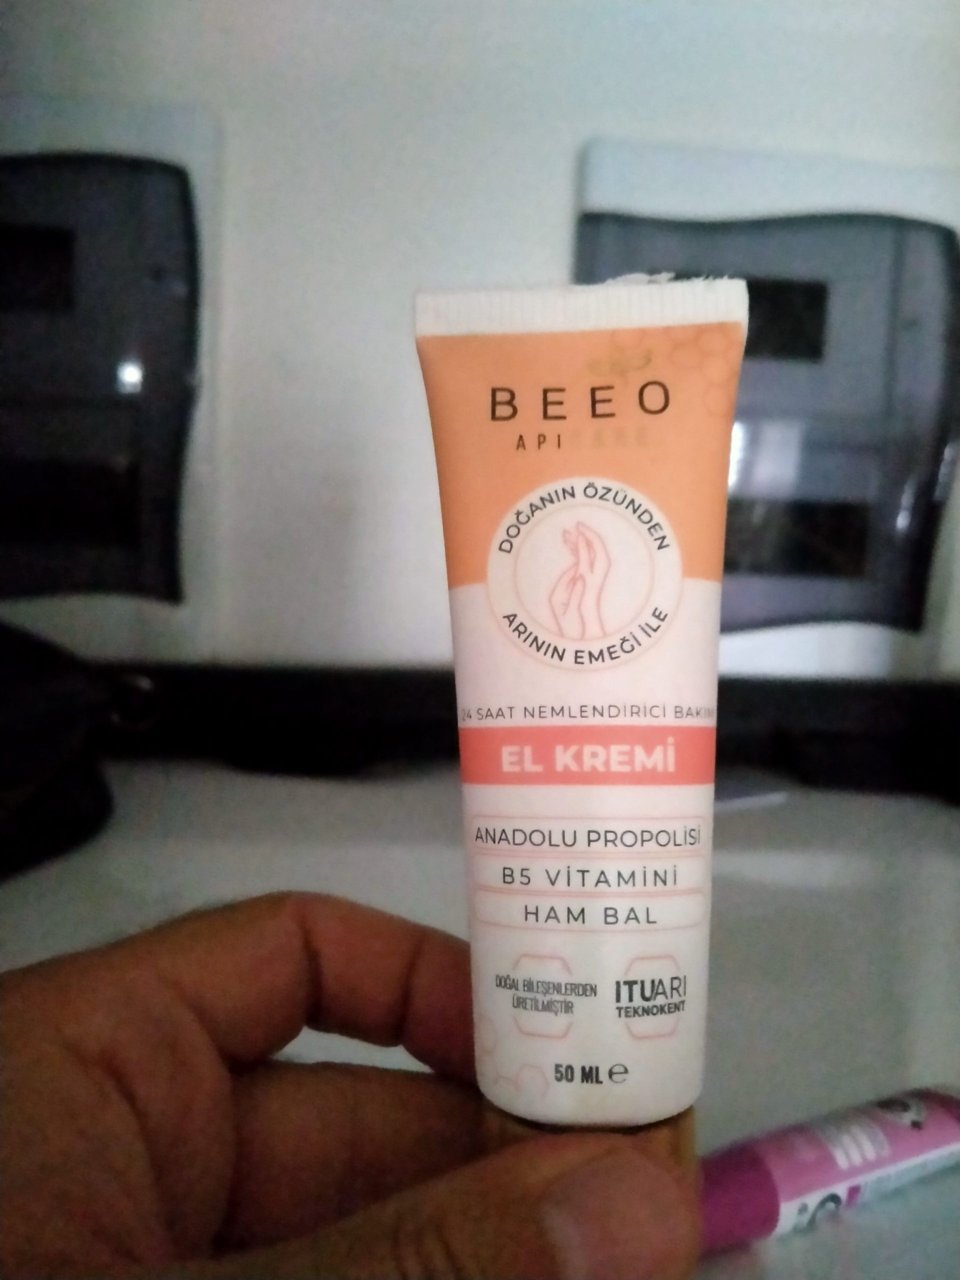 BEEO
API CARE
DOĞANIN ÖZÜNDEN
ARININ EMEĞİ İLE
24 SAAT NEMLENDİRİCİ BAKIM
EL KREMİ
ANADOLU PROPOLİSİ
B5 VİTAMİNİ
HAM BAL
DOĞAL BİLEŞENLERDEN
ÜRETİLMİŞTİR
ITUARI
TEKNOKENT
50 ML ℮